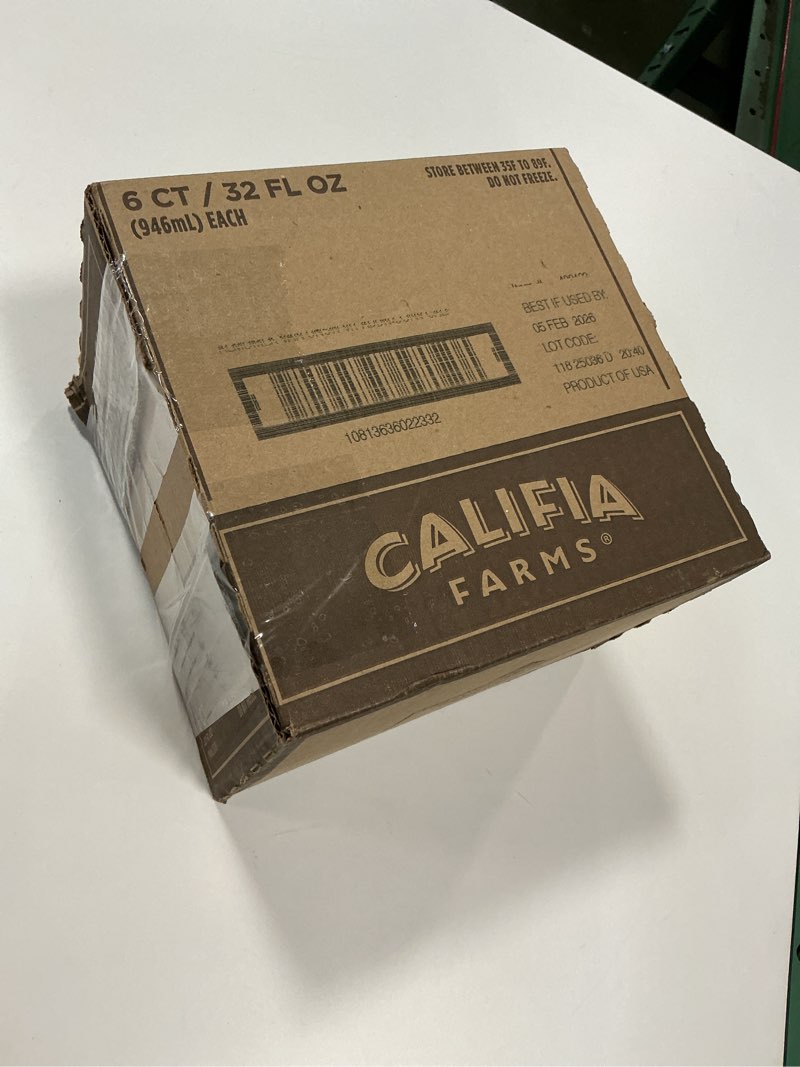 6 CT / 32 FL OZ
(946mL) EACH
STORE BETWEEN 35F TO 89F.
DO NOT FREEZE.
BEST IF USED BY:
05 FEB 2026
LOT CODE:
118 25036 D 20:40
PRODUCT OF USA
10813636022332
CALIFIA
FARMS®